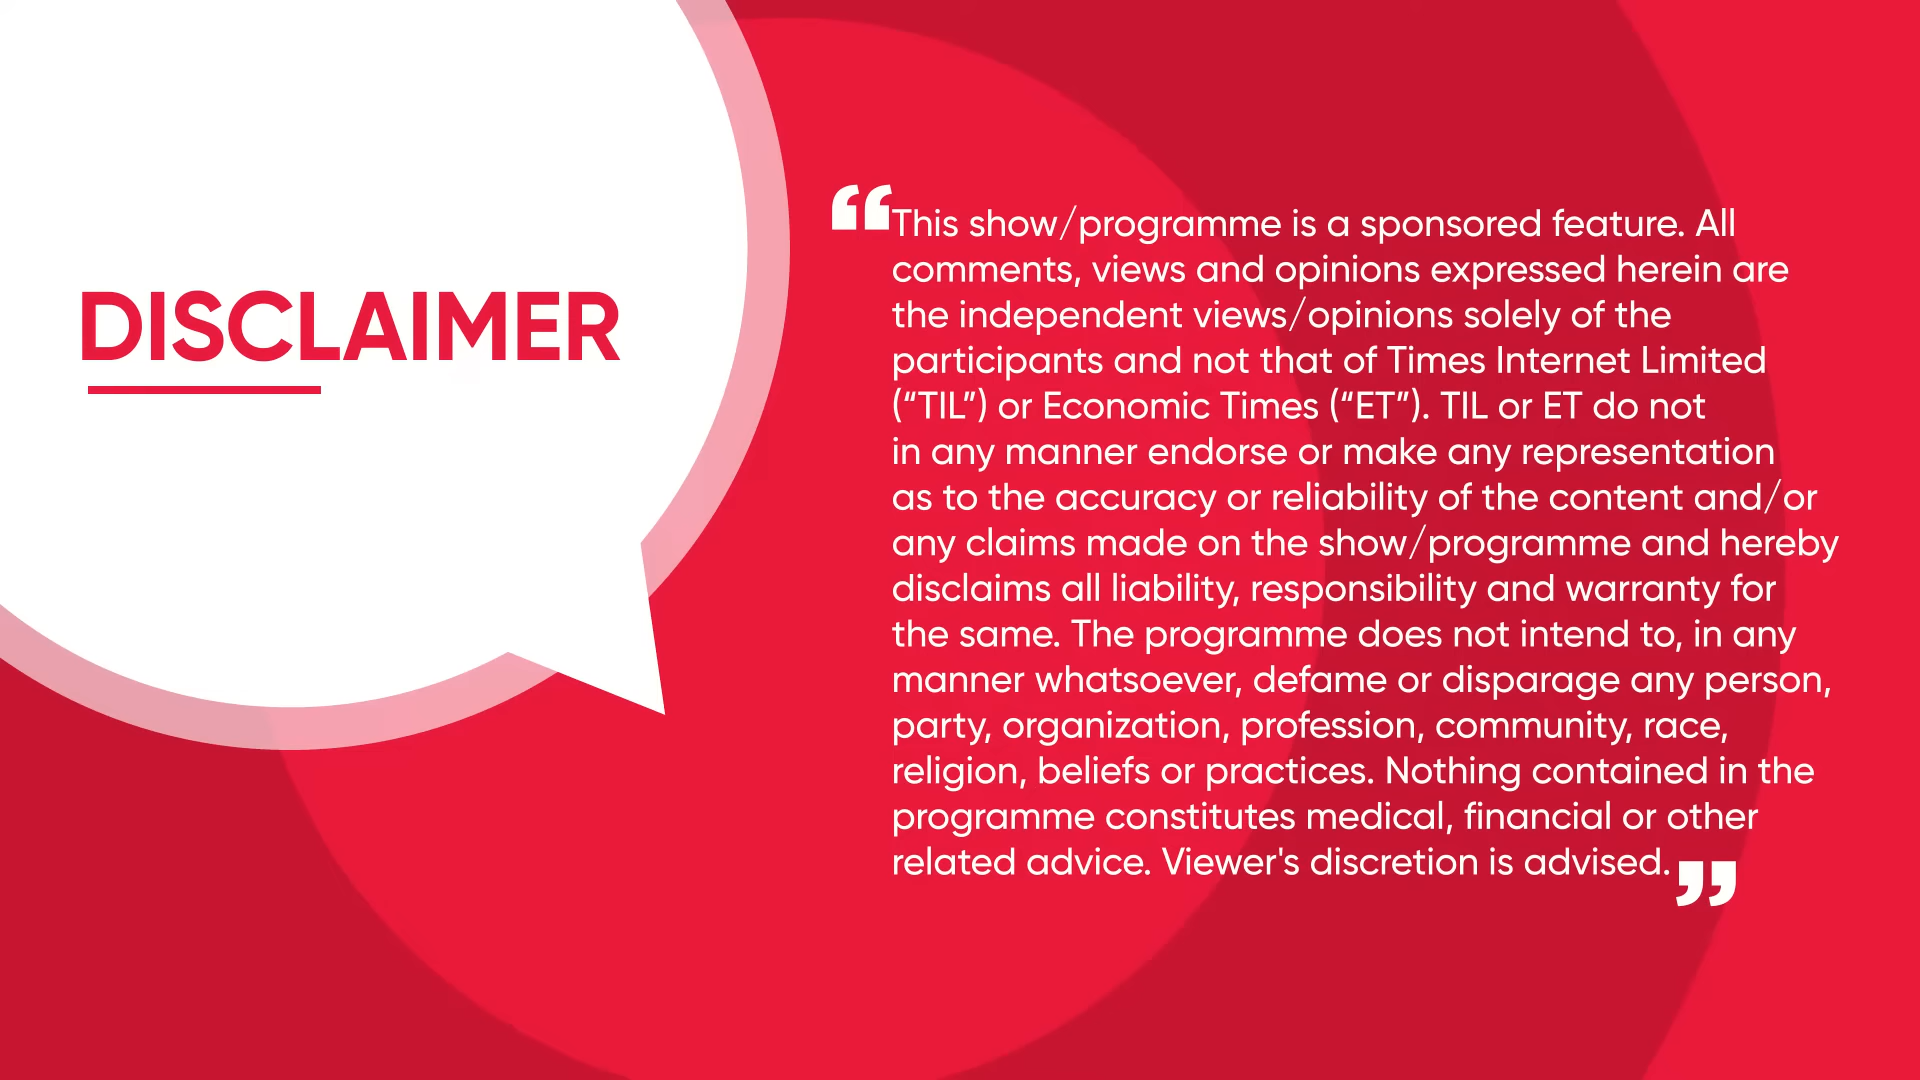 DISCLAIMER
“This show/programme is a sponsored feature. All
comments, views and opinions expressed herein are
the independent views/opinions solely of the
participants and not that of Times Internet Limited
(“TIL”) or Economic Times (“ET”). TIL or ET do not
in any manner endorse or make any representation
as to the accuracy or reliability of the content and/or
any claims made on the show/programme and hereby
disclaims all liability, responsibility and warranty for
the same. The programme does not intend to, in any
manner whatsoever, defame or disparage any person,
party, organization, profession, community, race,
religion, beliefs or practices. Nothing contained in the
programme constitutes medical, financial or other
related advice. Viewer's discretion is advised.”